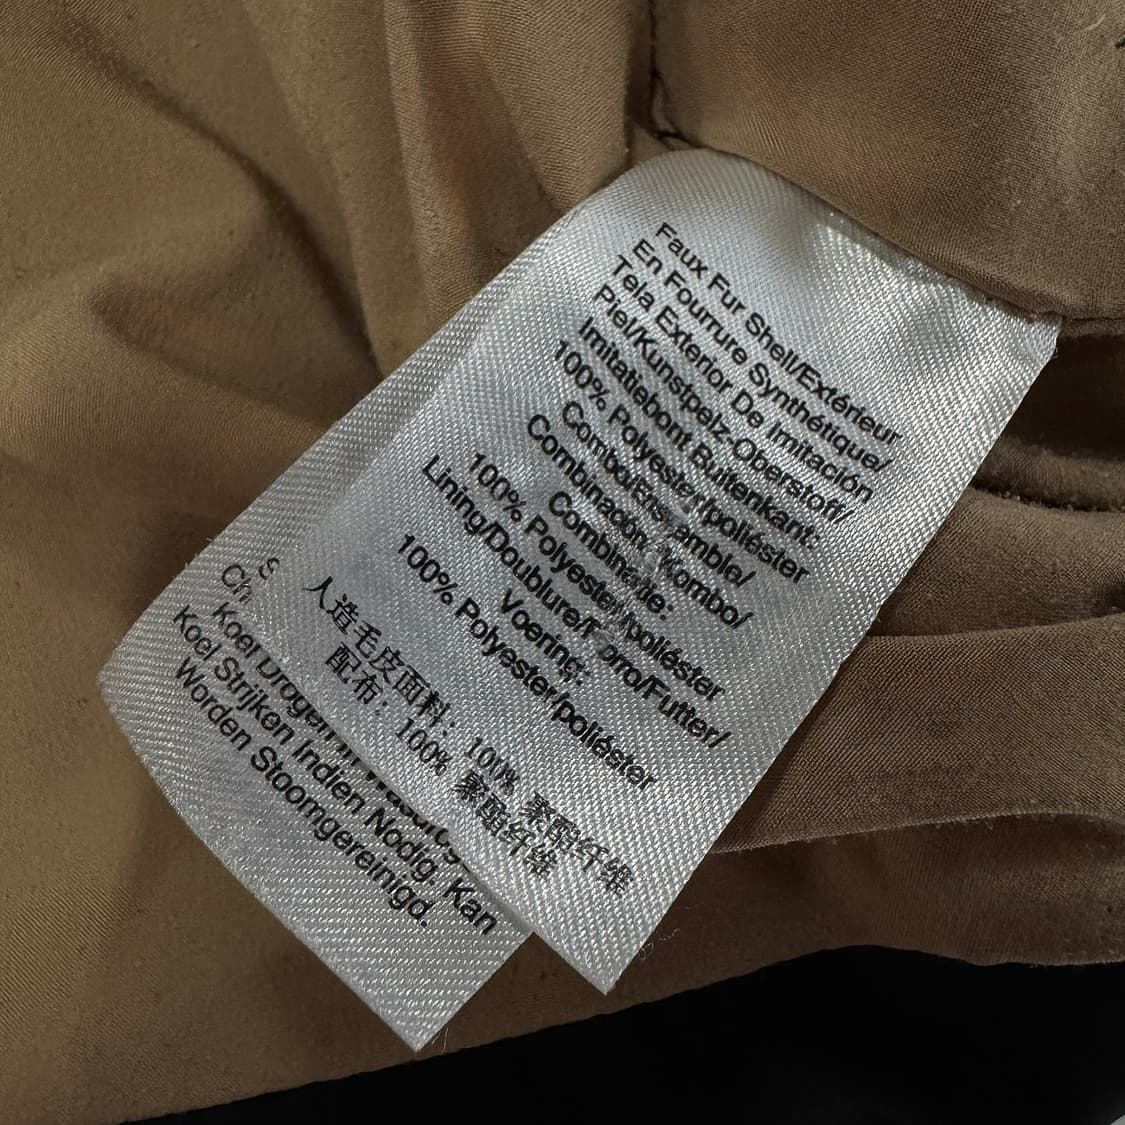 Faux Fur Shell/Extérieur
En Fourrure Synthétique/
Tela Exterior De Imitación
Piel/Kunstpelz-Oberstoff/
Imitatiebont Buitenkant:
100% Polyester/poliéster
Combo/Ensemble/
Combinación/Kombo/
Combinatie:
100% Polyester/poliéster
Lining/Doublure/Forro/Futter/
Voering:
100% Polyester/poliéster
人造毛皮面料: 100% 聚酯纤维
配布: 100% 聚酯纤维
Koel Drogen In
Koel Strijken Indien Nodig. Kan
Worden Stoomgereinigd.